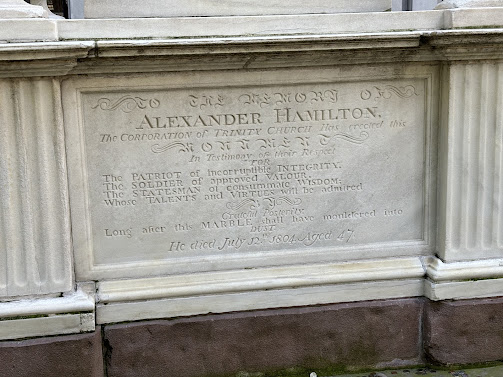 TO THE MEMORY OF
ALEXANDER HAMILTON.
The CORPORATION of TRINITY CHURCH Has erected this
MONUMENT
In Testimony of their Respect
FOR
The PATRIOT of incorruptible INTEGRITY.
The SOLDIER of approved VALOUR.
The STATESMAN of consummate WISDOM:
Whose TALENTS and VIRTUES will be admired
BY
Grateful Posterity
Long after this MARBLE shall have mouldered into
DUST
He died July 12th 1804. Aged 47.